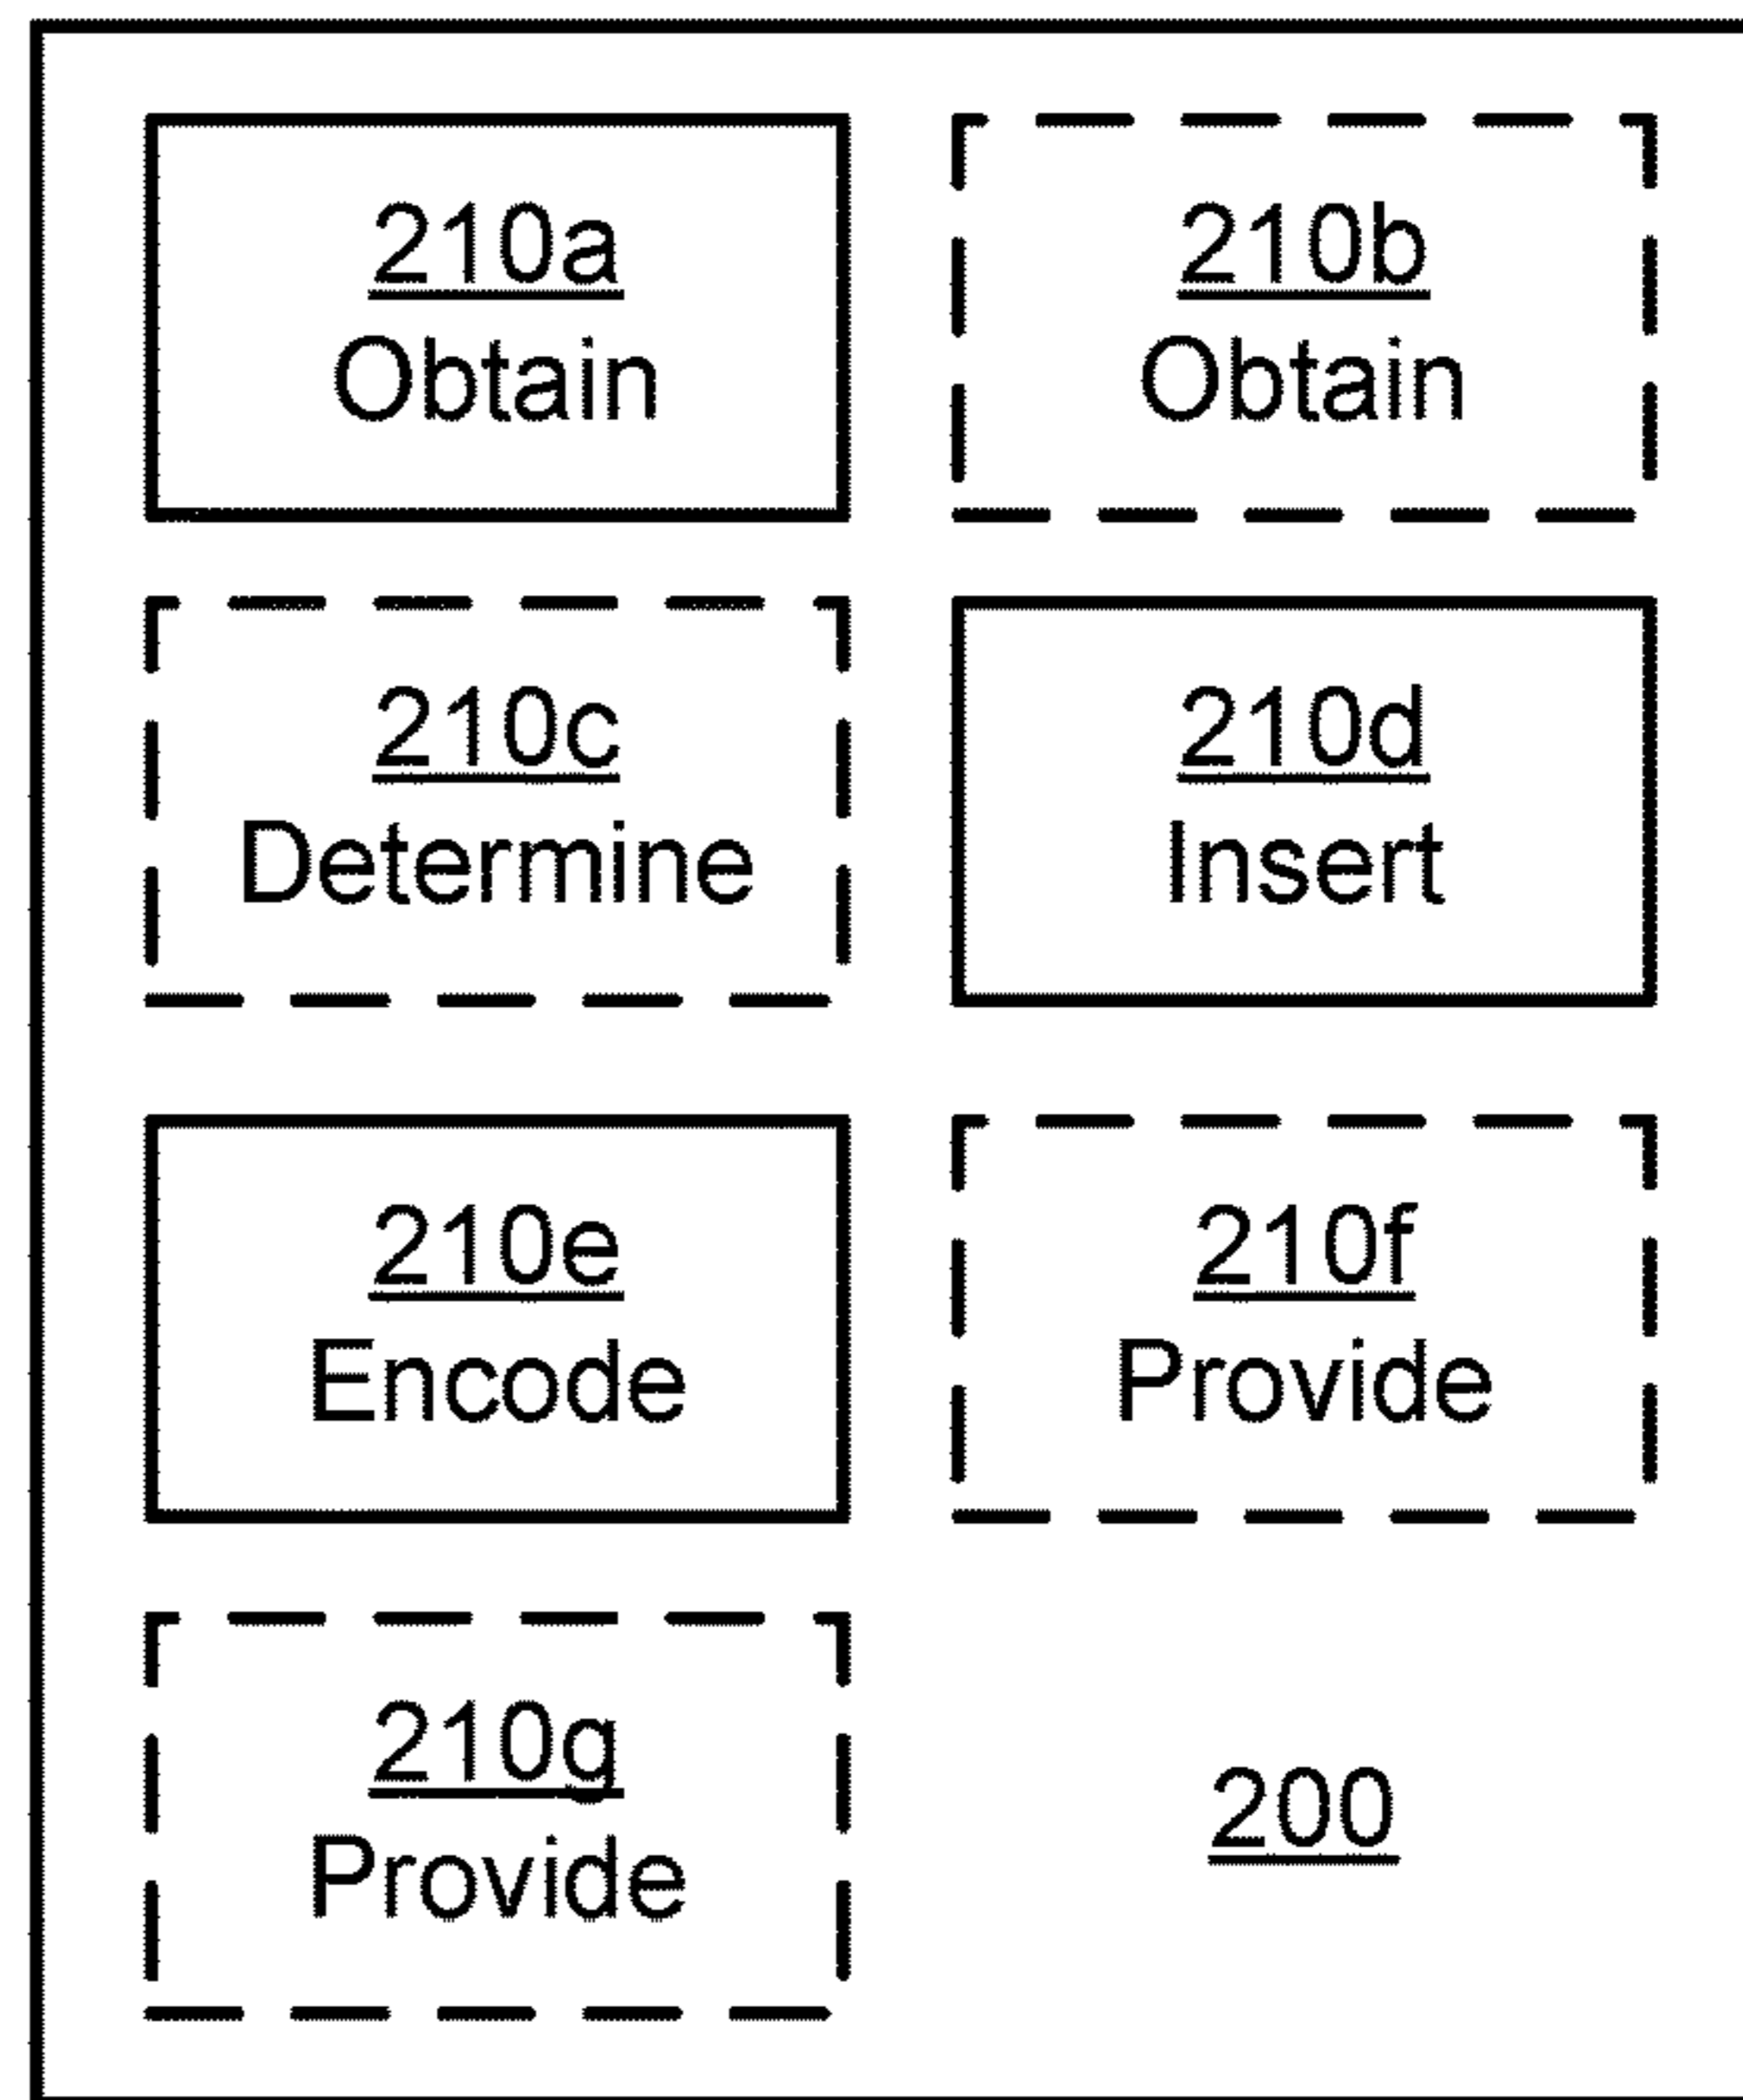 210a
Obtain
210b
Obtain
210c
Determine
210d
Insert
210e
Encode
210f
Provide
210g
Provide
200